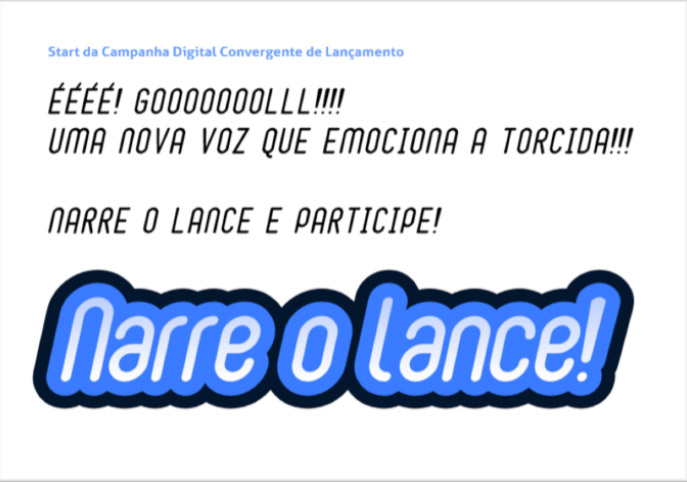 Start da Campanha Digital Convergente de Lançamento
ÉÉÉÉ! GOOOOOOOLLL!!!!
UMA NOVA VOZ QUE EMOCIONA A TORCIDA!!!
NARRE O LANCE E PARTICIPE!
Narre o lance!